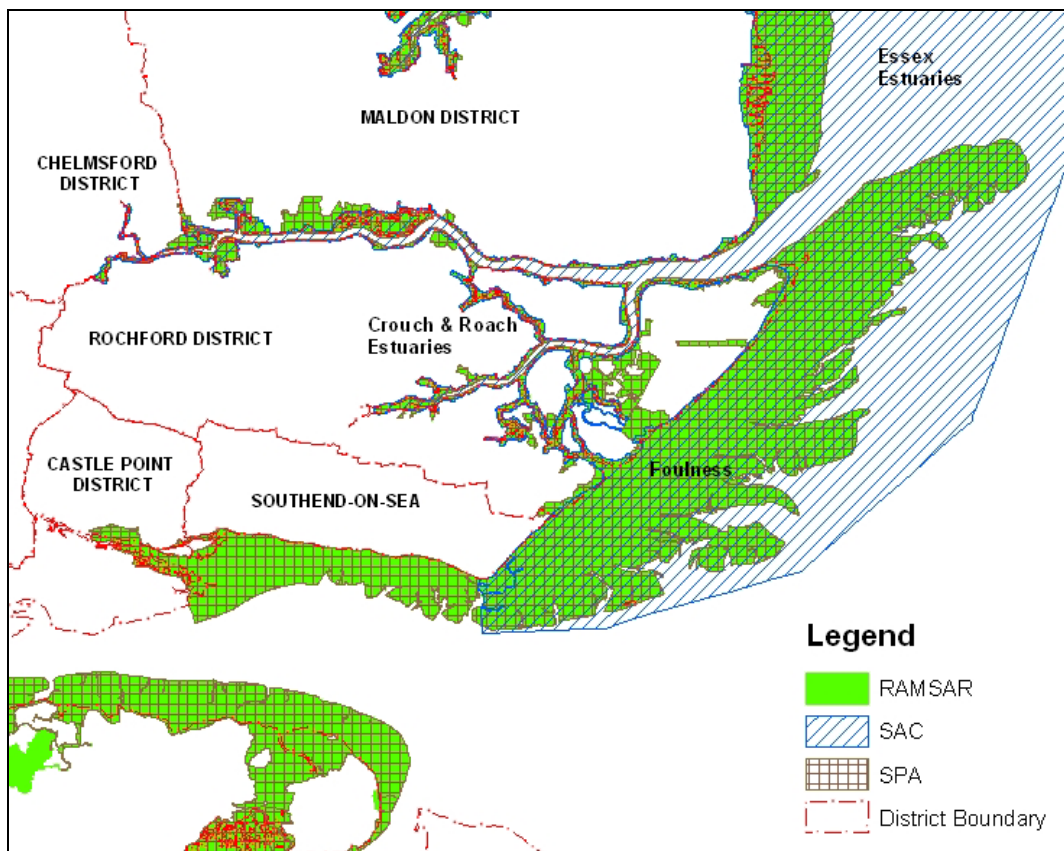 Essex
Estuaries
MALDON DISTRICT
CHELMSFORD
DISTRICT
Crouch & Roach
Estuaries
ROCHFORD DISTRICT
CASTLE POINT
DISTRICT
Foulness
SOUTHEND-ON-SEA
Legend
RAMSAR
SAC
SPA
District Boundary